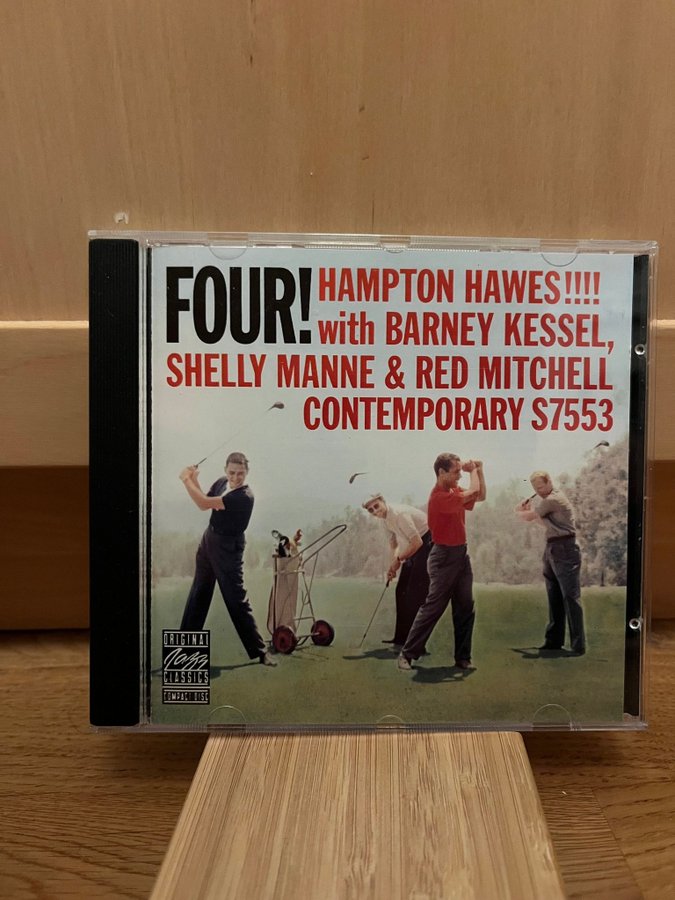 FOUR! HAMPTON HAWES!!!!
with BARNEY KESSEL,
SHELLY MANNE & RED MITCHELL
CONTEMPORARY S7553
ORIGINAL
Jazz
CLASSICS
COMPACT DISC